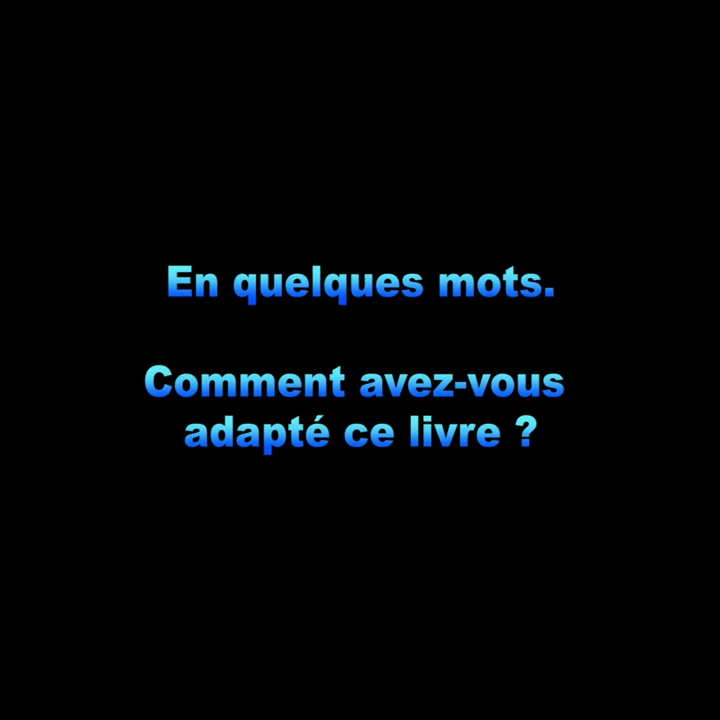 En quelques mots.
Comment avez-vous
adapté ce livre ?